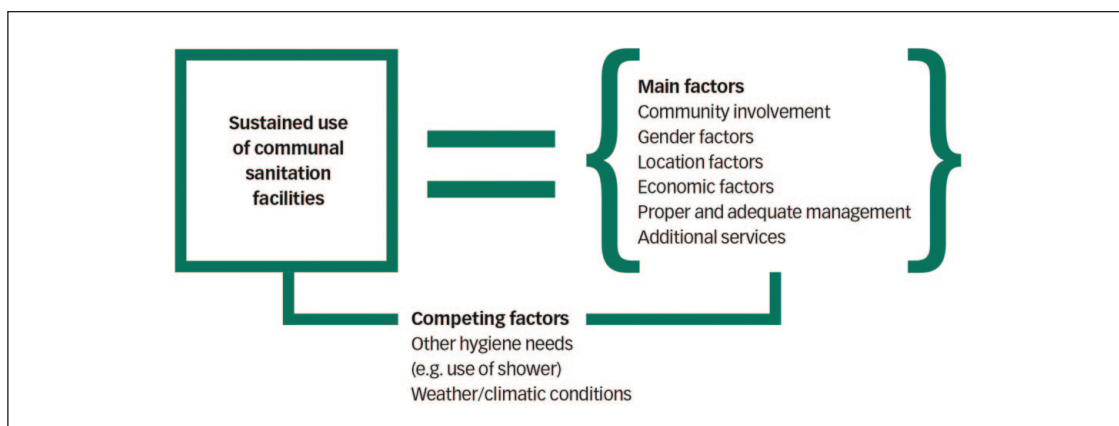 Sustained use
of communal
sanitation
facilities
Main factors
Community involvement
Gender factors
Location factors
Economic factors
Proper and adequate management
Additional services
Competing factors
Other hygiene needs
(e.g. use of shower)
Weather/climatic conditions